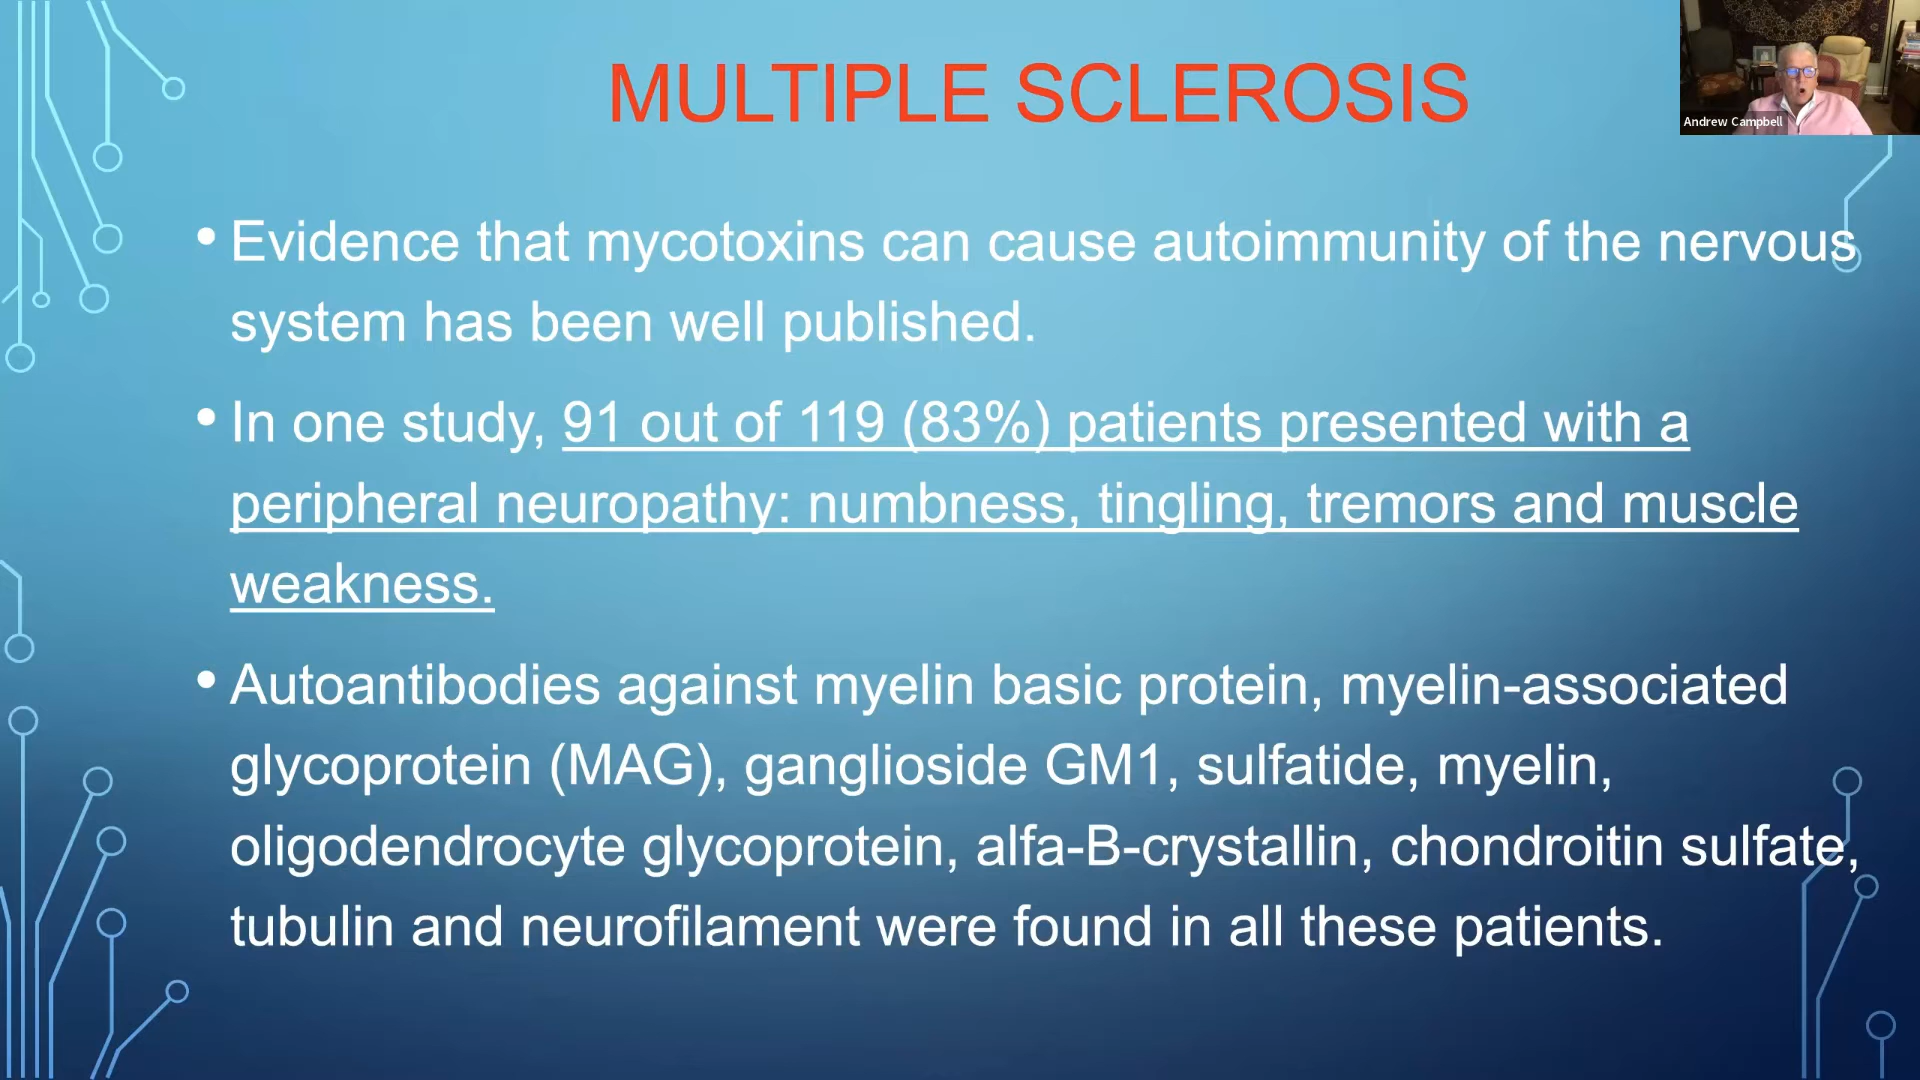 MULTIPLE SCLEROSIS
Andrew Campbell
• Evidence that mycotoxins can cause autoimmunity of the nervous
system has been well published.
• In one study, 91 out of 119 (83%) patients presented with a
peripheral neuropathy: numbness, tingling, tremors and muscle
weakness.
• Autoantibodies against myelin basic protein, myelin-associated
glycoprotein (MAG), ganglioside GM1, sulfatide, myelin,
oligodendrocyte glycoprotein, alfa-B-crystallin, chondroitin sulfate,
tubulin and neurofilament were found in all these patients.